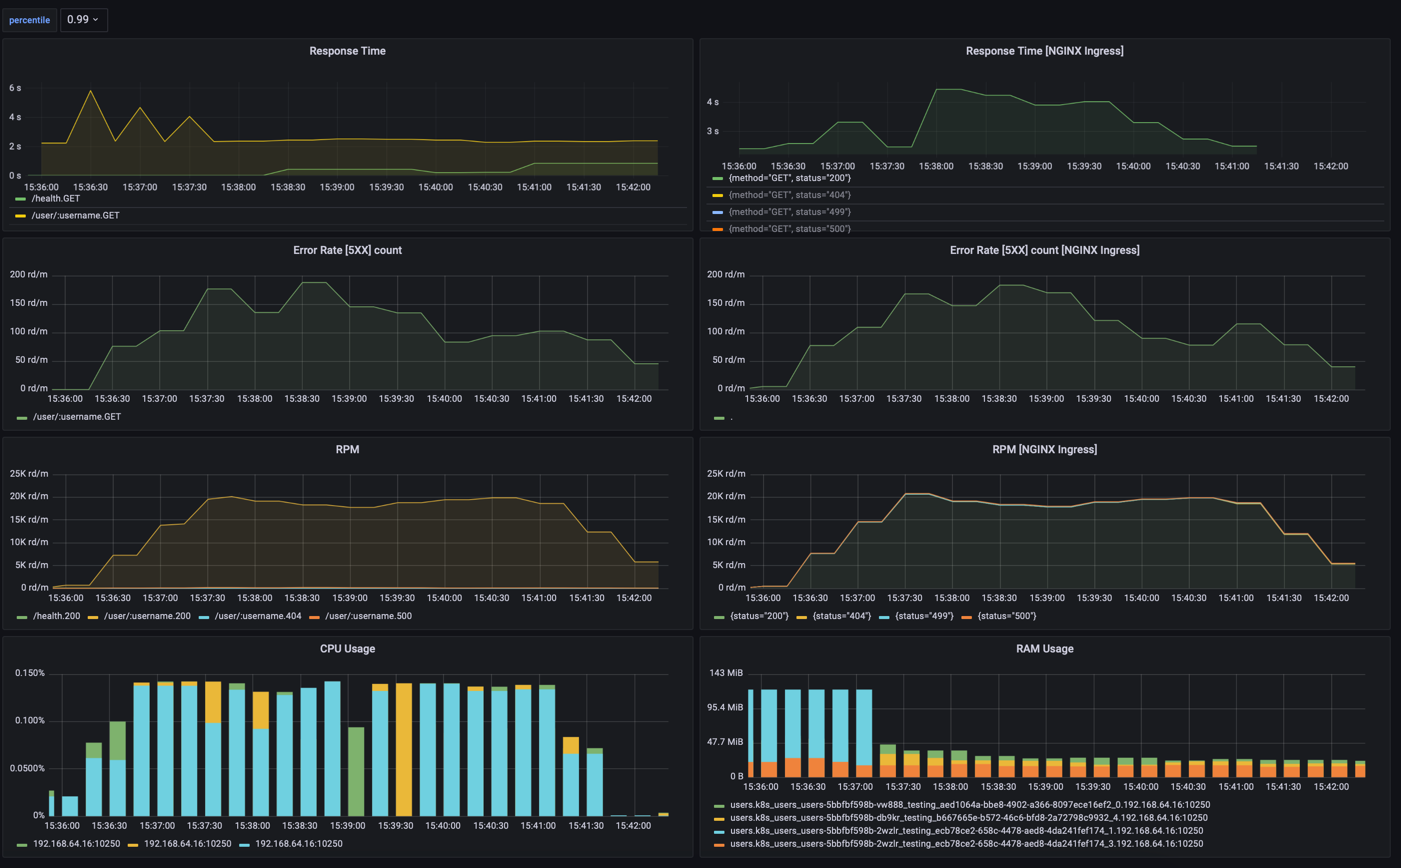 percentile 0.99
Response Time
6 s
4 s
2 s
0 s
15:36:00 15:36:30 15:37:00 15:37:30 15:38:00 15:38:30 15:39:00 15:39:30 15:40:00 15:40:30 15:41:00 15:41:30 15:42:00
/health.GET
/user/:username.GET
Response Time [NGINX Ingress]
4 s
3 s
15:36:00 15:36:30 15:37:00 15:37:30 15:38:00 15:38:30 15:39:00 15:39:30 15:40:00 15:40:30 15:41:00 15:41:30 15:42:00
{method="GET", status="200"}
{method="GET", status="404"}
{method="GET", status="499"}
{method="GET", status="500"}
Error Rate [5XX] count
200 rd/m
150 rd/m
100 rd/m
50 rd/m
0 rd/m
15:36:00 15:36:30 15:37:00 15:37:30 15:38:00 15:38:30 15:39:00 15:39:30 15:40:00 15:40:30 15:41:00 15:41:30 15:42:00
/user/:username.GET
Error Rate [5XX] count [NGINX Ingress]
200 rd/m
150 rd/m
100 rd/m
50 rd/m
0 rd/m
15:36:00 15:36:30 15:37:00 15:37:30 15:38:00 15:38:30 15:39:00 15:39:30 15:40:00 15:40:30 15:41:00 15:41:30 15:42:00
.
RPM
25K rd/m
20K rd/m
15K rd/m
10K rd/m
5K rd/m
0 rd/m
15:36:00 15:36:30 15:37:00 15:37:30 15:38:00 15:38:30 15:39:00 15:39:30 15:40:00 15:40:30 15:41:00 15:41:30 15:42:00
/health.200 /user/:username.200 /user/:username.404 /user/:username.500
RPM [NGINX Ingress]
25K rd/m
20K rd/m
15K rd/m
10K rd/m
5K rd/m
0 rd/m
15:36:00 15:36:30 15:37:00 15:37:30 15:38:00 15:38:30 15:39:00 15:39:30 15:40:00 15:40:30 15:41:00 15:41:30 15:42:00
{status="200"} {status="404"} {status="499"} {status="500"}
CPU Usage
0.150%
0.100%
0.0500%
0%
15:36:00 15:36:30 15:37:00 15:37:30 15:38:00 15:38:30 15:39:00 15:39:30 15:40:00 15:40:30 15:41:00 15:41:30 15:42:00
192.168.64.16:10250 192.168.64.16:10250 192.168.64.16:10250
RAM Usage
143 MiB
95.4 MiB
47.7 MiB
0 B
15:36:00 15:36:30 15:37:00 15:37:30 15:38:00 15:38:30 15:39:00 15:39:30 15:40:00 15:40:30 15:41:00 15:41:30 15:42:00
users.k8s_users_users-5bbfbf598b-vw888_testing_aed1064a-bbe8-4902-a366-8097ece16ef2_0.192.168.64.16:10250
users.k8s_users_users-5bbfbf598b-db9kr_testing_b667665e-b572-46c6-bfd8-2a72798c9932_4.192.168.64.16:10250
users.k8s_users_users-5bbfbf598b-2wzlr_testing_ecb78ce2-658c-4478-aed8-4da241fef174_1.192.168.64.16:10250
users.k8s_users_users-5bbfbf598b-2wzlr_testing_ecb78ce2-658c-4478-aed8-4da241fef174_3.192.168.64.16:10250